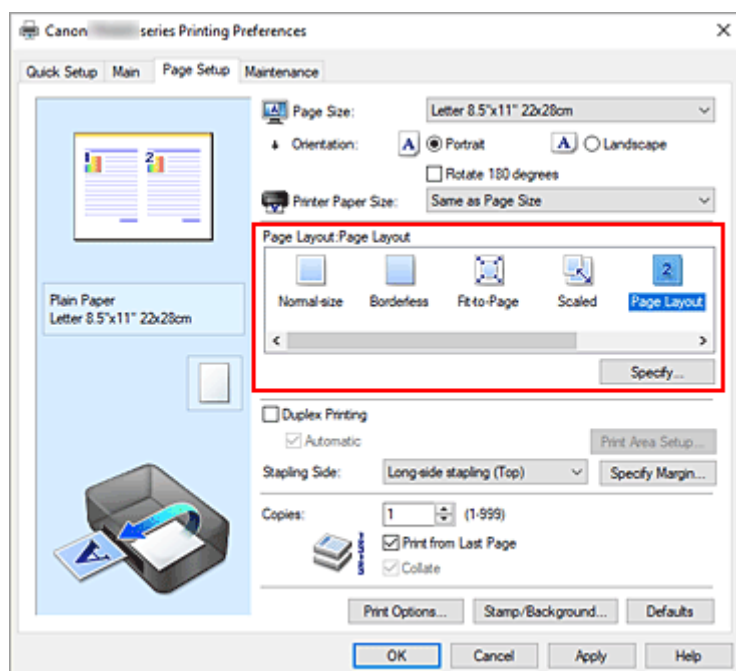 Canon series Printing Preferences
Quick Setup Main Page Setup Maintenance
1 2
Page Size: Letter 8.5"x11" 22x28cm
Orientation: A Portrait A Landscape
Rotate 180 degrees
Printer Paper Size: Same as Page Size
Page Layout:Page Layout
2
Normal-size Borderless Fit-to-Page Scaled Page Layout
Plain Paper
Letter 8.5"x11" 22x28cm
Specify...
Duplex Printing
Automatic Print Area Setup...
Stapling Side: Long-side stapling (Top) Specify Margin...
Copies: 1 (1-999)
Print from Last Page
Collate
A
Print Options... Stamp/Background... Defaults
OK Cancel Apply Help